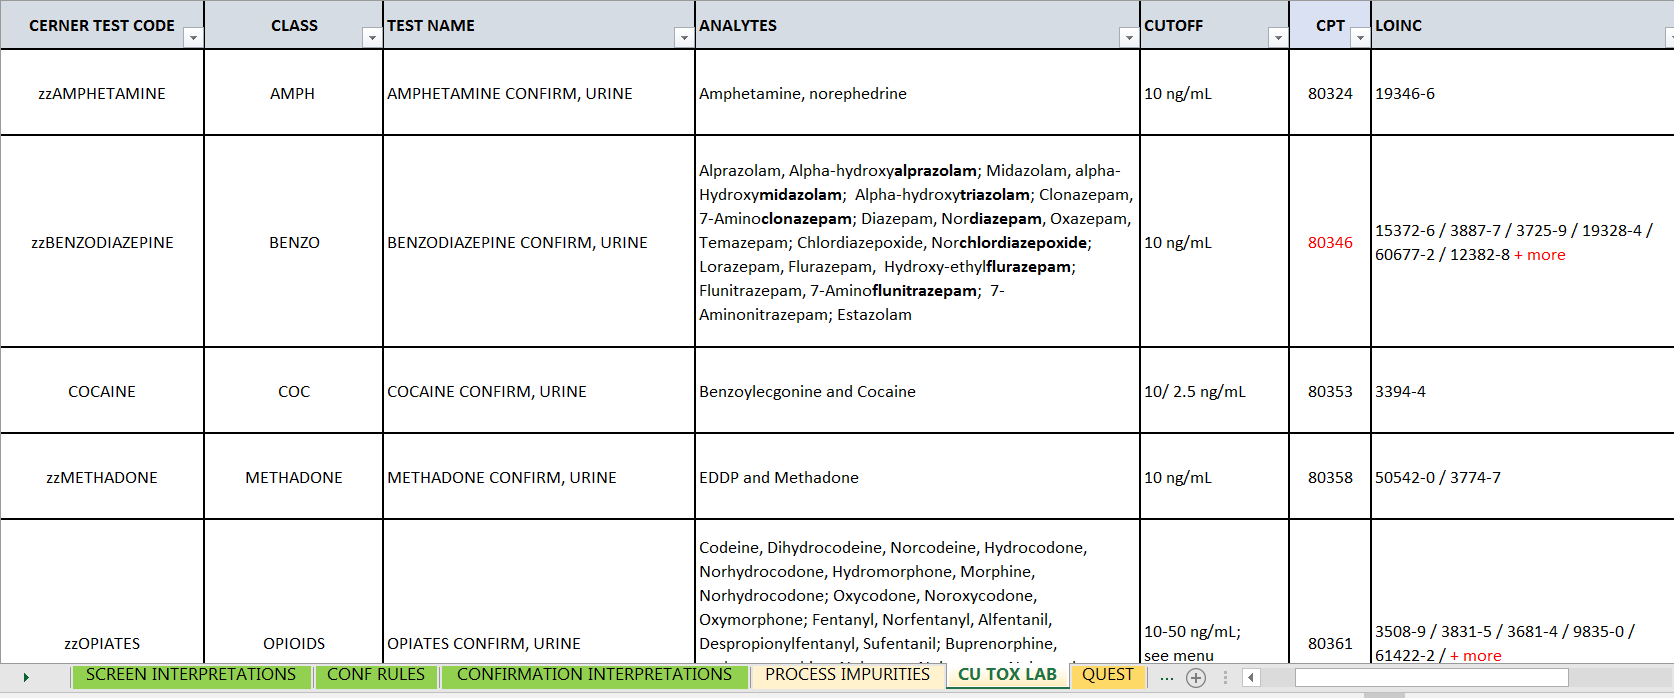 CERNER TEST CODE CLASS TEST NAME ANALYTES CUTOFF CPT LOINC
zzAMPHETAMINE AMPH AMPHETAMINE CONFIRM, URINE Amphetamine, norephedrine 10 ng/mL 80324 19346-6
Alprazolam, Alpha-hydroxyalprazolam; Midazolam, alpha-
Hydroxymidazolam; Alpha-hydroxytriazolam; Clonazepam,
7-Aminoclonazepam; Diazepam, Nordiazepam, Oxazepam,
zzBENZODIAZEPINE BENZO BENZODIAZEPINE CONFIRM, URINE Temazepam; Chlordiazepoxide, Norchlordiazepoxide; 10 ng/mL 80346 15372-6 / 3887-7 / 3725-9 / 19328-4 /
60677-2 / 12382-8 + more
Lorazepam, Flurazepam, Hydroxy-ethylflurazepam;
Flunitrazepam, 7-Aminoflunitrazepam; 7-
Aminonitrazepam; Estazolam
COCAINE COC COCAINE CONFIRM, URINE Benzoylecgonine and Cocaine 10/ 2.5 ng/mL 80353 3394-4
zzMETHADONE METHADONE METHADONE CONFIRM, URINE EDDP and Methadone 10 ng/mL 80358 50542-0 / 3774-7
Codeine, Dihydrocodeine, Norcodeine, Hydrocodone,
Norhydrocodone, Hydromorphone, Morphine,
Norhydrocodone; Oxycodone, Noroxycodone,
Oxymorphone; Fentanyl, Norfentanyl, Alfentanil,
zzOPIATES OPIOIDS OPIATES CONFIRM, URINE Despropionylfentanyl, Sufentanil; Buprenorphine, 10-50 ng/mL; 80361 3508-9 / 3831-5 / 3681-4 / 9835-0 /
see menu 61422-2 / + more
SCREEN INTERPRETATIONS CONF RULES CONFIRMATION INTERPRETATIONS PROCESS IMPURITIES CU TOX LAB QUEST ...